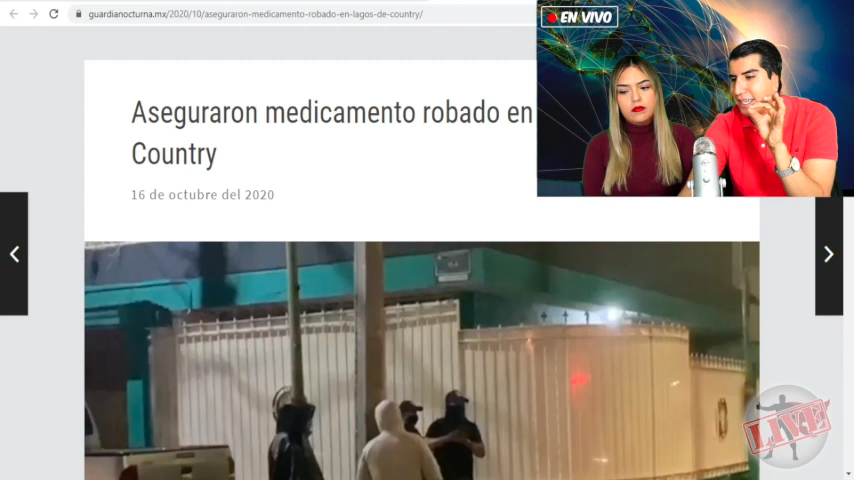 guardianocturna.mx/2020/10/aseguraron-medicamento-robado-en-lagos-de-country/
EN VIVO
Aseguraron medicamento robado en
Country
16 de octubre del 2020
LIVE